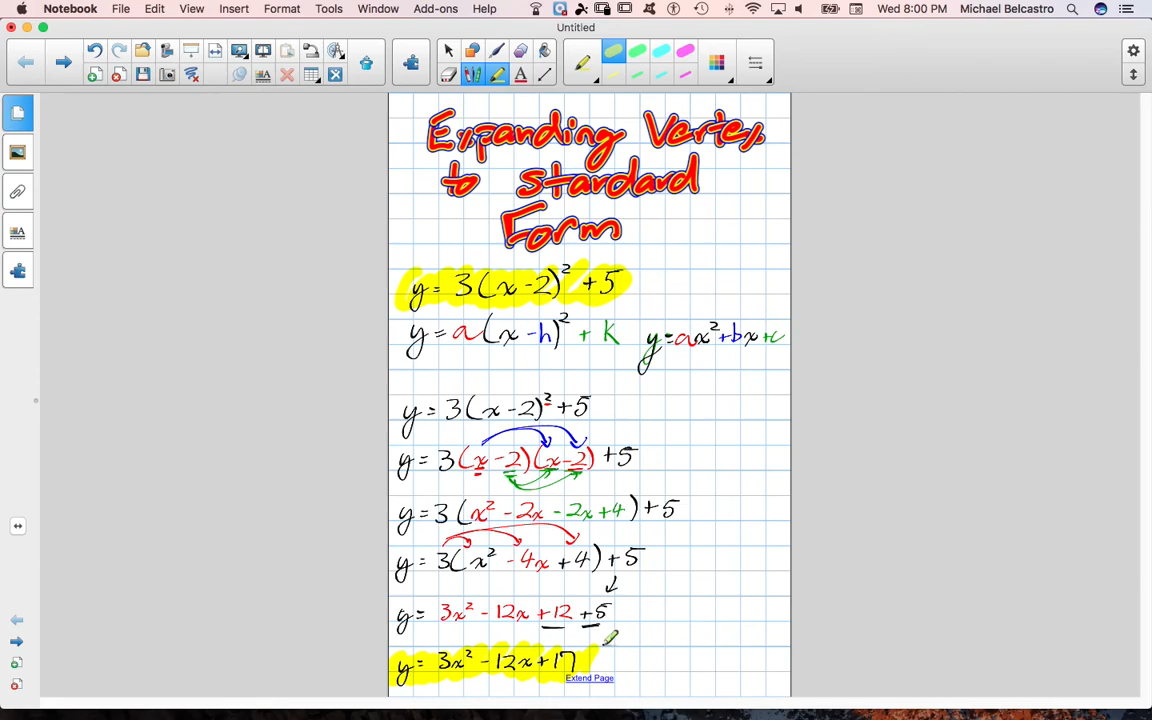 Notebook File Edit View Insert Format Tools Window Add-ons Help Wed 8:00 PM Michael Belcastro
Untitled
Expanding Vertex
to standard
Form
y = 3(x-2)² +5
y = a(x-h)² + k y=ax²+bx+c
y = 3(x-2)²+5
y = 3(x-2)(x-2) +5
y = 3(x² -2x -2x+4)+5
y = 3(x² -4x +4)+5
y = 3x² -12x +12 +5
y = 3x² -12x+17
Extend Page